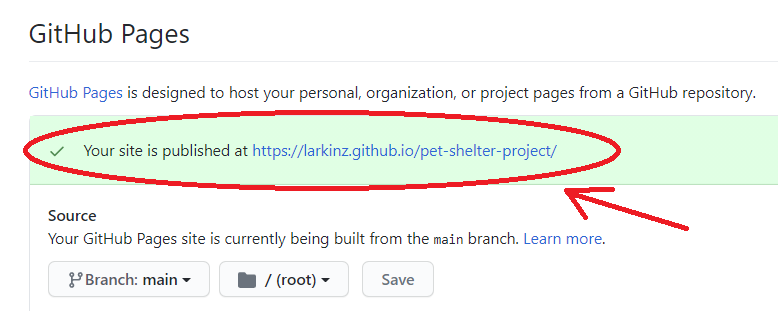 GitHub Pages
GitHub Pages is designed to host your personal, organization, or project pages from a GitHub repository.
Your site is published at https://larkinz.github.io/pet-shelter-project/
Source
Your GitHub Pages site is currently being built from the main branch. Learn more.
Branch: main / (root) Save